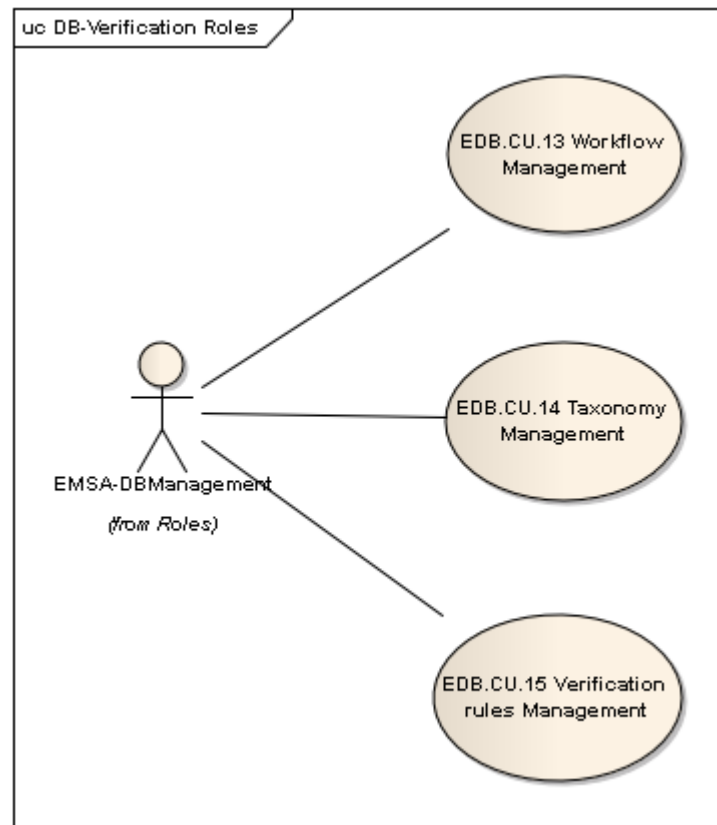 uc DB-Verification Roles
EDB.CU.13 Workflow
Management
EDB.CU.14 Taxonomy
Management
EMSA-DBManagement
(from Roles)
EDB.CU.15 Verification
rules Management